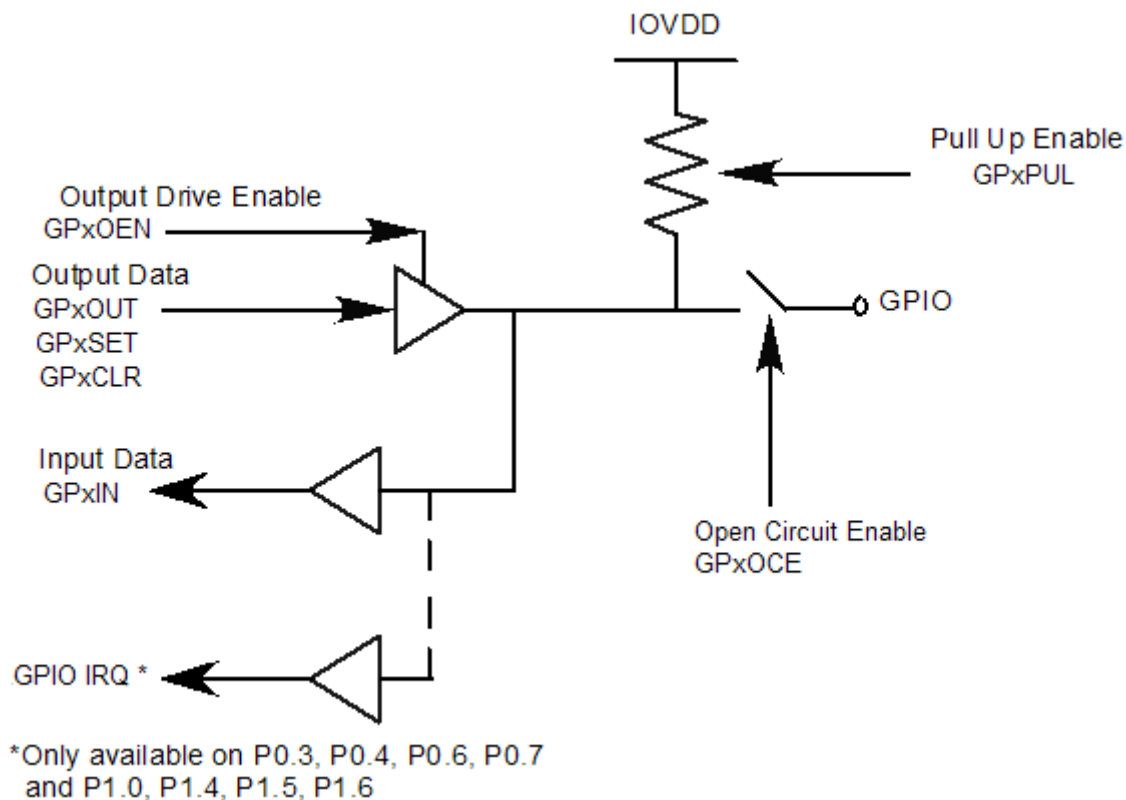 IOVDD
Pull Up Enable
GPxPUL
Output Drive Enable
GPxOEN
Output Data
GPxOUT
GPxSET
GPxCLR
GPIO
Input Data
GPxIN
Open Circuit Enable
GPxOCE
GPIO IRQ *
*Only available on P0.3, P0.4, P0.6, P0.7
and P1.0, P1.4, P1.5, P1.6